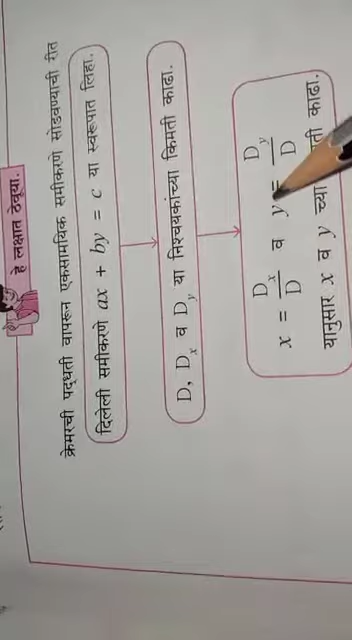 हे लक्षात ठेवूया.
क्रेमरची पद्धती वापरून एकसामयिक समीकरणे सोडवण्याची रीत
दिलेली समीकरणे ax + by = c या स्वरूपात लिहा.
D, Dx व Dy या निश्चयकांच्या किमती काढा.
x = Dx/D व y = Dy/D
यानुसार x व y च्या काढा.